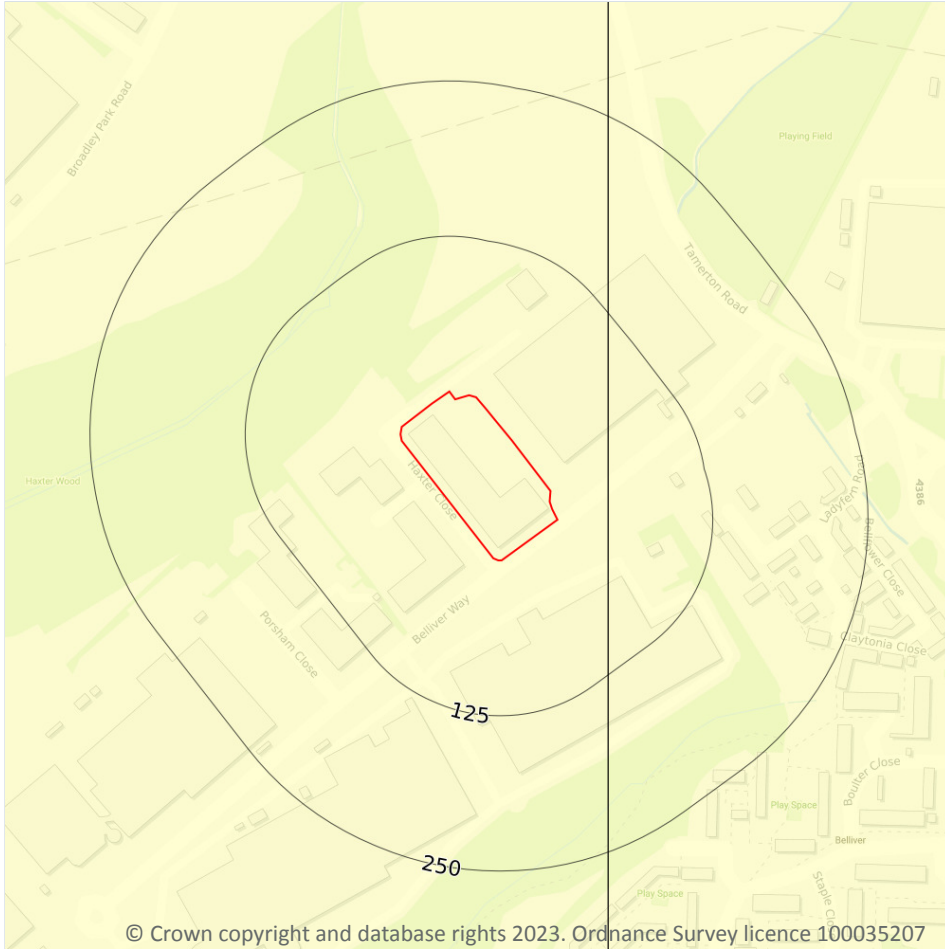 Broadley Park Road
Playing Field
Tamerton Road
Haxter Wood
Haxter Close
Ladyfern Road
4386
Bellflower Close
Belliver Way
Porsham Close
Claytonia Close
125
Boulter Close
Play Space
Belliver
250
Play Space
© Crown copyright and database rights 2023. Ordnance Survey licence 100035207